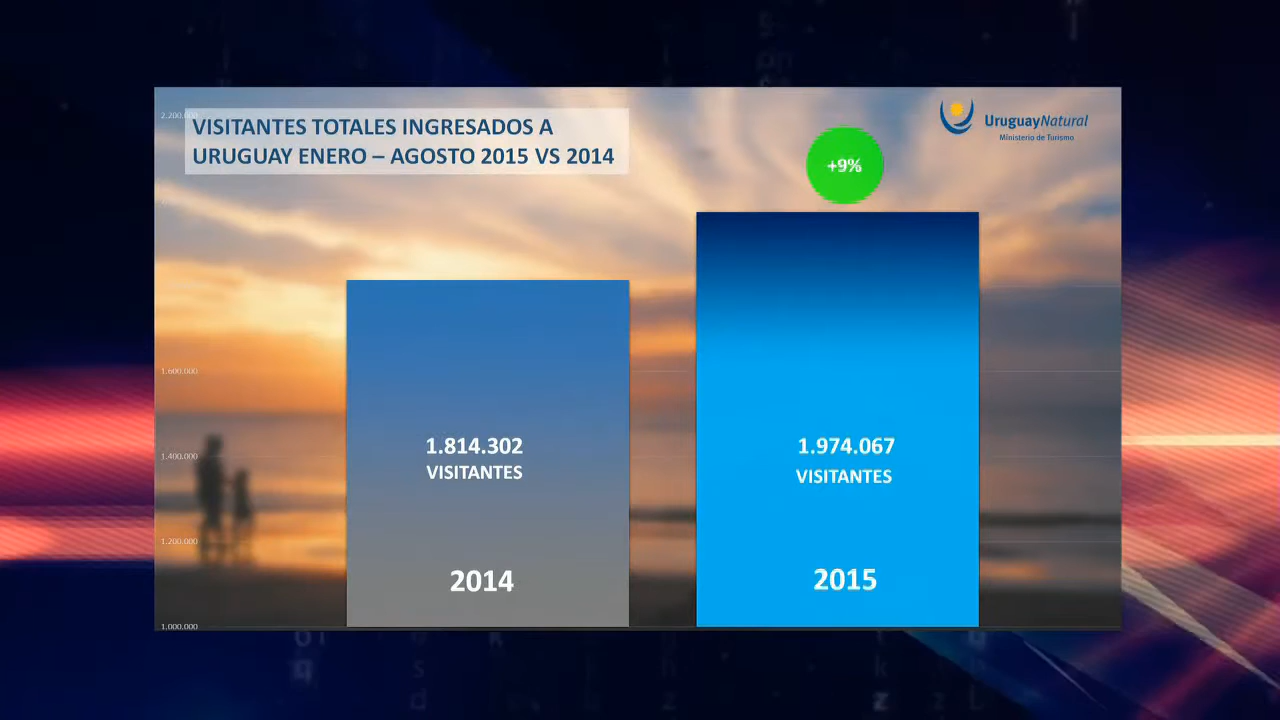 2.200.000
VISITANTES TOTALES INGRESADOS A
URUGUAY ENERO – AGOSTO 2015 VS 2014
UruguayNatural
Ministerio de Turismo
+9%
1.600.000
1.400.000
1.200.000
1.000.000
1.814.302
VISITANTES
2014
1.974.067
VISITANTES
2015